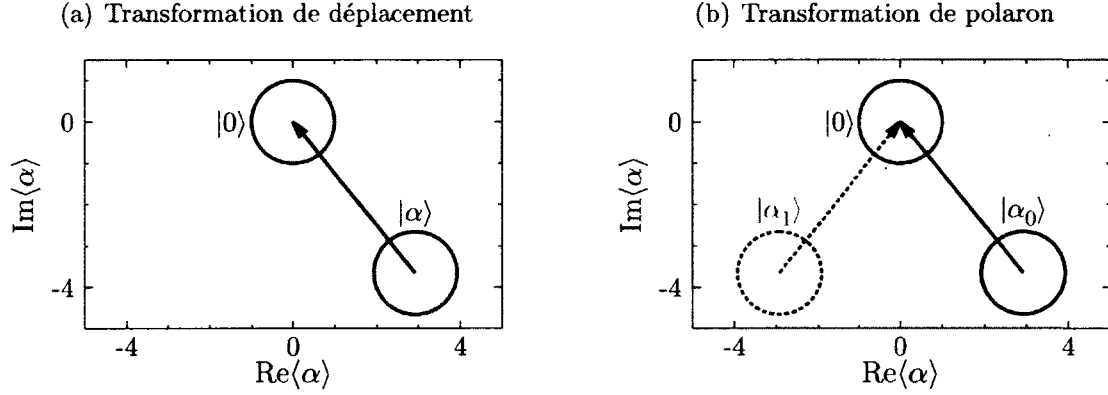 (a) Transformation de déplacement
|0⟩
|α⟩
0
-4
Im⟨α⟩
-4
0
4
Re⟨α⟩
(b) Transformation de polaron
|0⟩
|α₁⟩
|α₀⟩
0
-4
Im⟨α⟩
-4
0
4
Re⟨α⟩